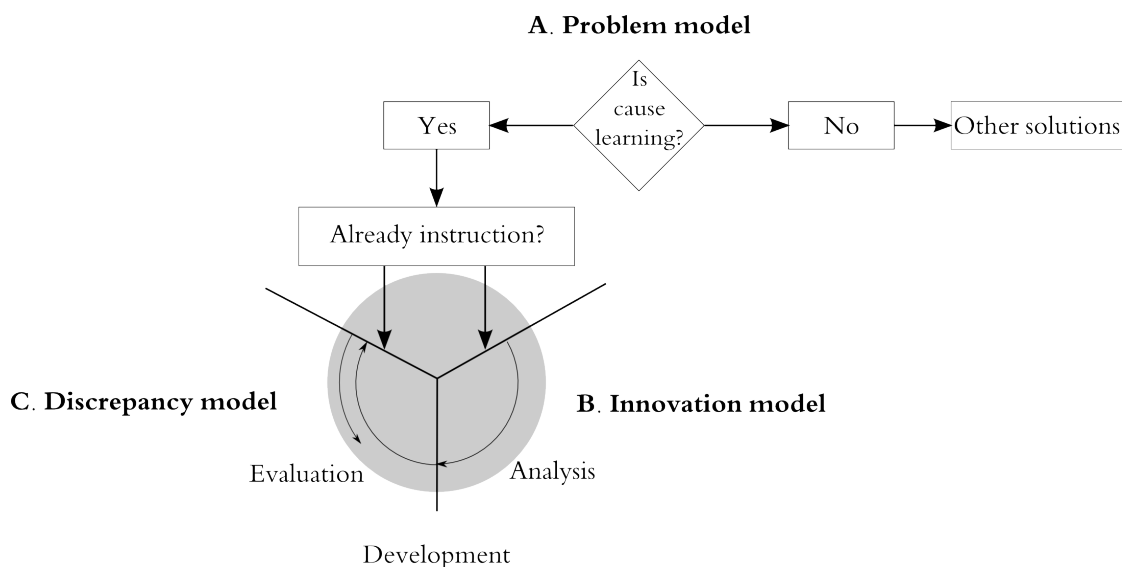 A. Problem model
Is
cause
learning?
Yes
No
Other solutions
Already instruction?
C. Discrepancy model
B. Innovation model
Evaluation
Analysis
Development